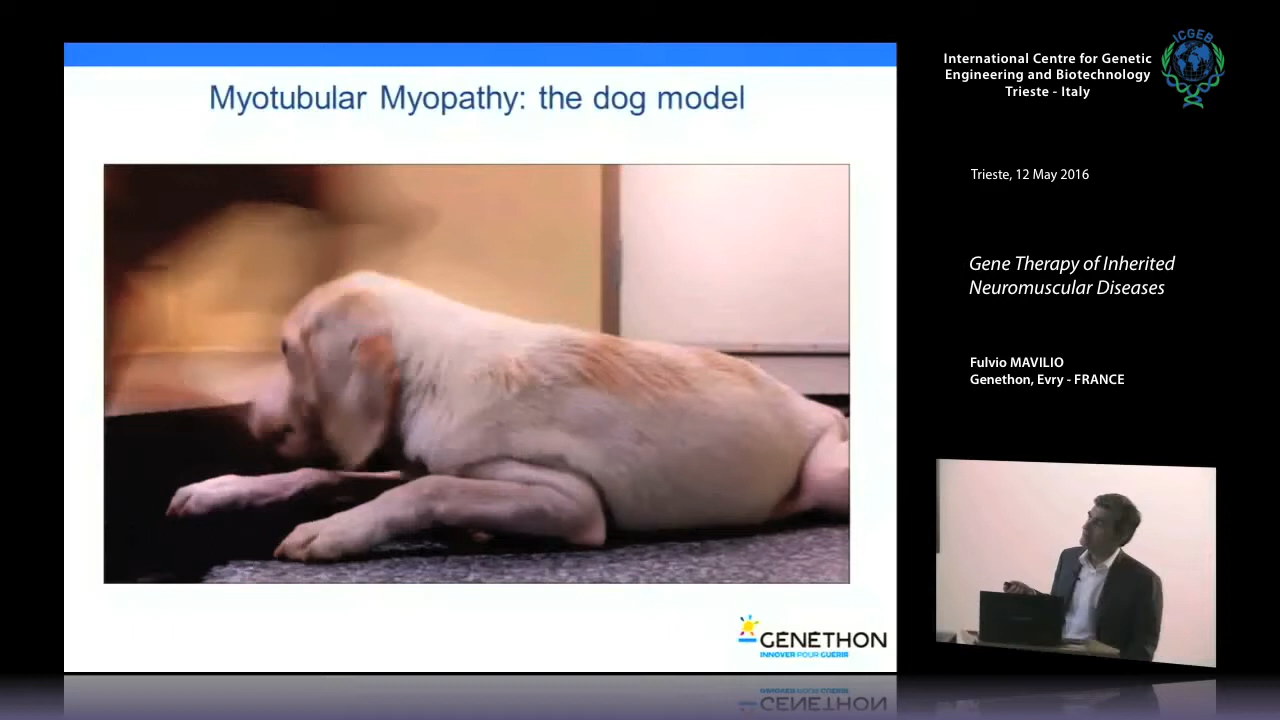 Myotubular Myopathy: the dog model
GENETHON
INNOVER POUR GUÉRIR
International Centre for Genetic
Engineering and Biotechnology
Trieste - Italy
ICGEB
Trieste, 12 May 2016
Gene Therapy of Inherited
Neuromuscular Diseases
Fulvio MAVILIO
Genethon, Evry - FRANCE